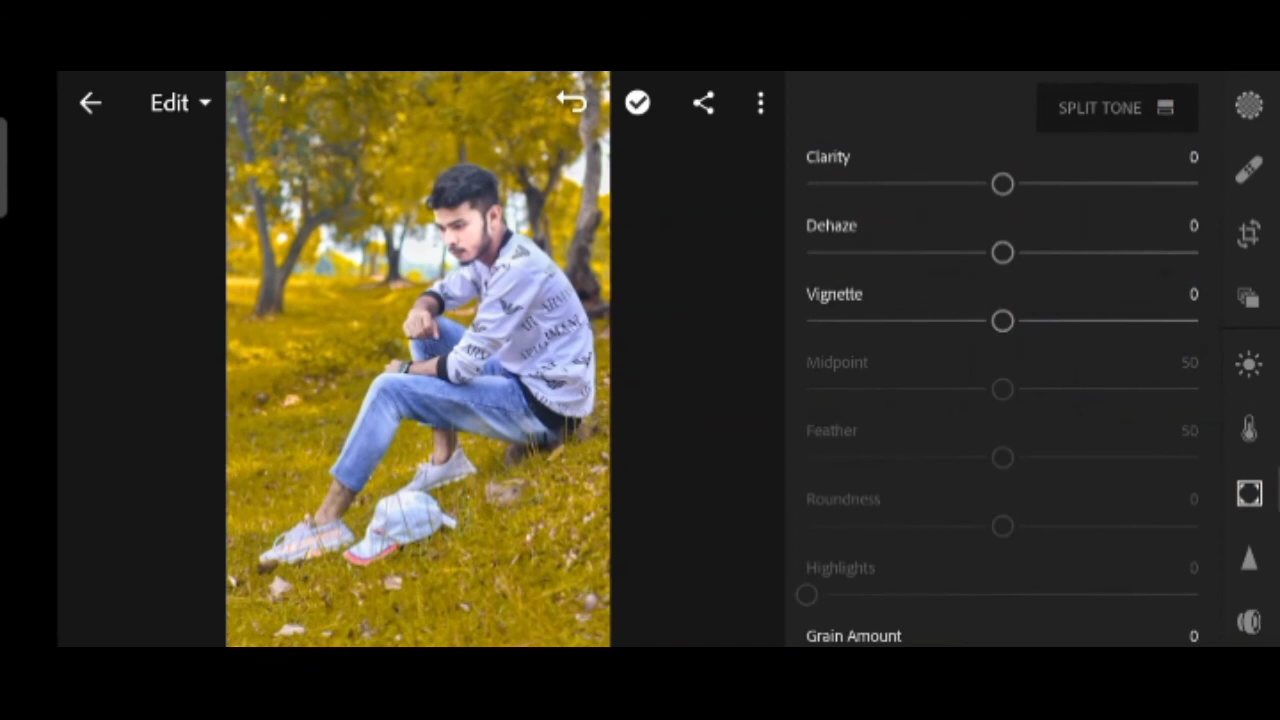 Edit
SPLIT TONE
Clarity 0
Dehaze 0
Vignette 0
Midpoint 50
Feather 50
Roundness 0
Highlights 0
Grain Amount 0